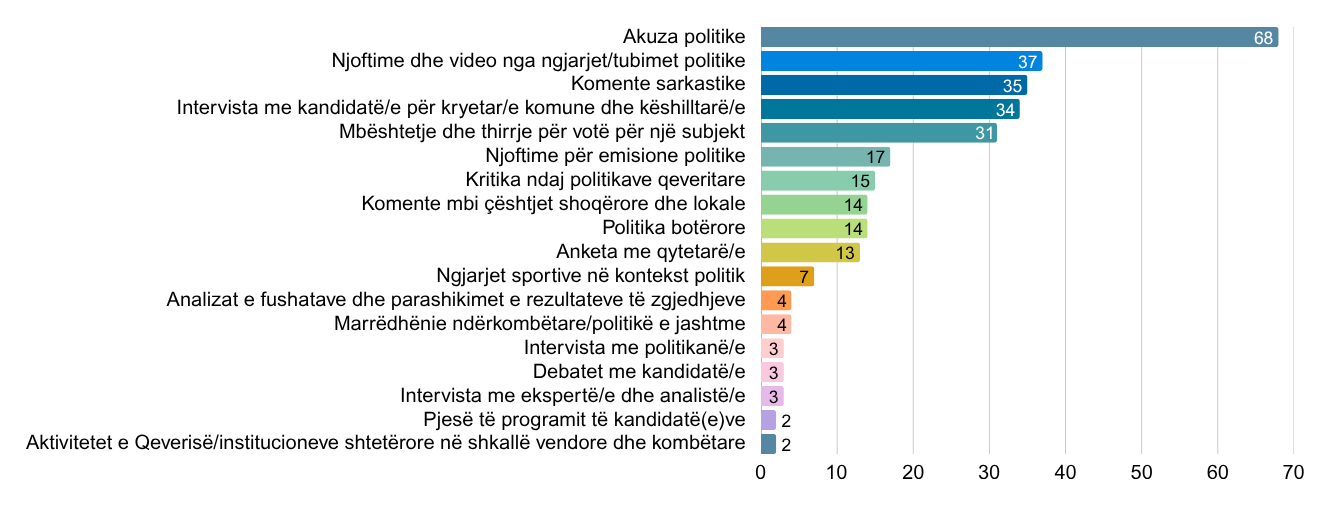 Akuza politike 68
Njoftime dhe video nga ngjarjet/tubimet politike 37
Komente sarkastike 35
Intervista me kandidatë/e për kryetar/e komune dhe këshilltarë/e 34
Mbështetje dhe thirrje për votë për një subjekt 31
Njoftime për emisione politike 17
Kritika ndaj politikave qeveritare 15
Komente mbi çështjet shoqërore dhe lokale 14
Politika botërore 14
Anketa me qytetarë/e 13
Ngjarjet sportive në kontekst politik 7
Analizat e fushatave dhe parashikimet e rezultateve të zgjedhjeve 4
Marrëdhënie ndërkombëtare/politikë e jashtme 4
Intervista me politikanë/e 3
Debatet me kandidatë/e 3
Intervista me ekspertë/e dhe analistë/e 3
Pjesë të programit të kandidatë(e)ve 2
Aktivitetet e Qeverisë/institucioneve shtetërore në shkallë vendore dhe kombëtare 2
0 10 20 30 40 50 60 70